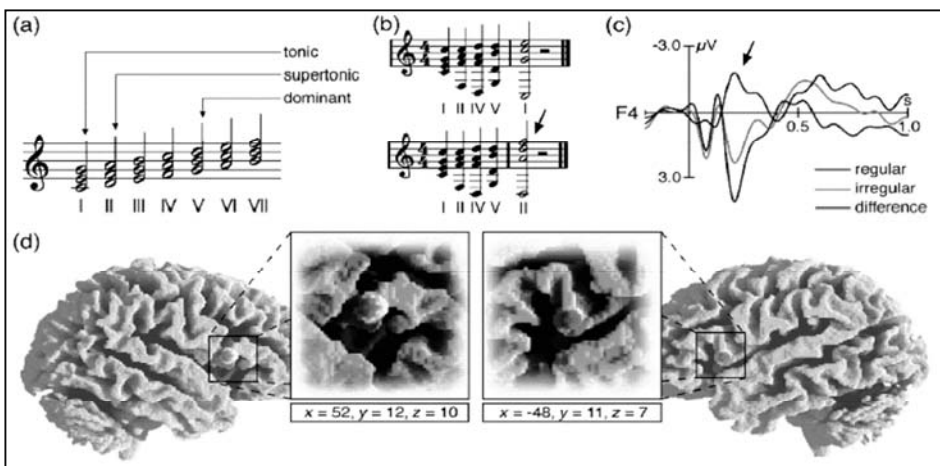 (a)
tonic
supertonic
dominant
I II III IV V VI VII
(b)
I II IV V I
I II IV V II
(c)
-3.0 µV
F4
s
0.5 1.0
3.0
regular
irregular
difference
(d)
x = 52, y = 12, z = 10
x = -48, y = 11, z = 7